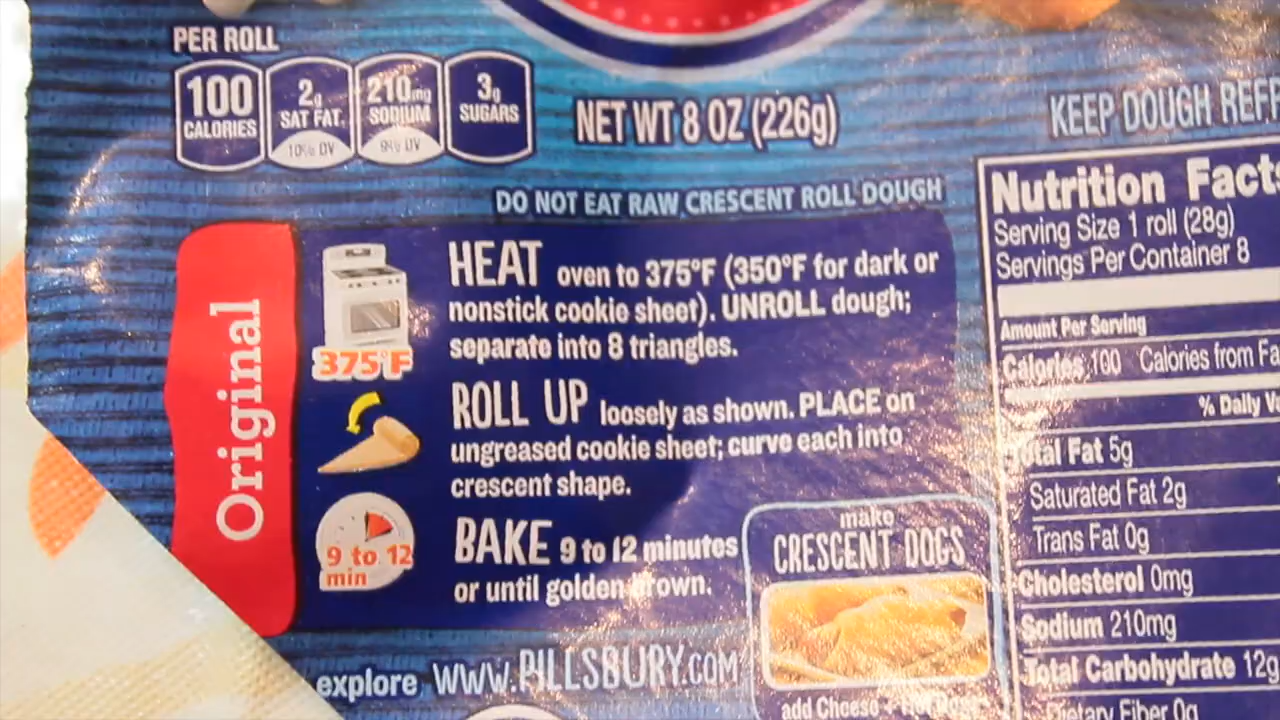 PER ROLL
100 CALORIES
2g SAT FAT 10% DV
210mg SODIUM 9% DV
3g SUGARS
NET WT 8 OZ (226g)
KEEP DOUGH
DO NOT EAT RAW CRESCENT ROLL DOUGH
Original
375°F
HEAT oven to 375°F (350°F for dark or
nonstick cookie sheet). UNROLL dough;
separate into 8 triangles.
ROLL UP loosely as shown. PLACE on
ungreased cookie sheet; curve each into
crescent shape.
9 to 12
min
BAKE 9 to 12 minutes
or until golden brown.
make
CRESCENT DOGS
add Cheese +
explore WWW.PILLSBURY.COM
Nutrition Facts
Serving Size 1 roll (28g)
Servings Per Container 8
Amount Per Serving
Calories 100 Calories from
% Daily
Total Fat 5g
Saturated Fat 2g
Trans Fat 0g
Cholesterol 0mg
Sodium 210mg
Total Carbohydrate 12g
Dietary Fiber 0g